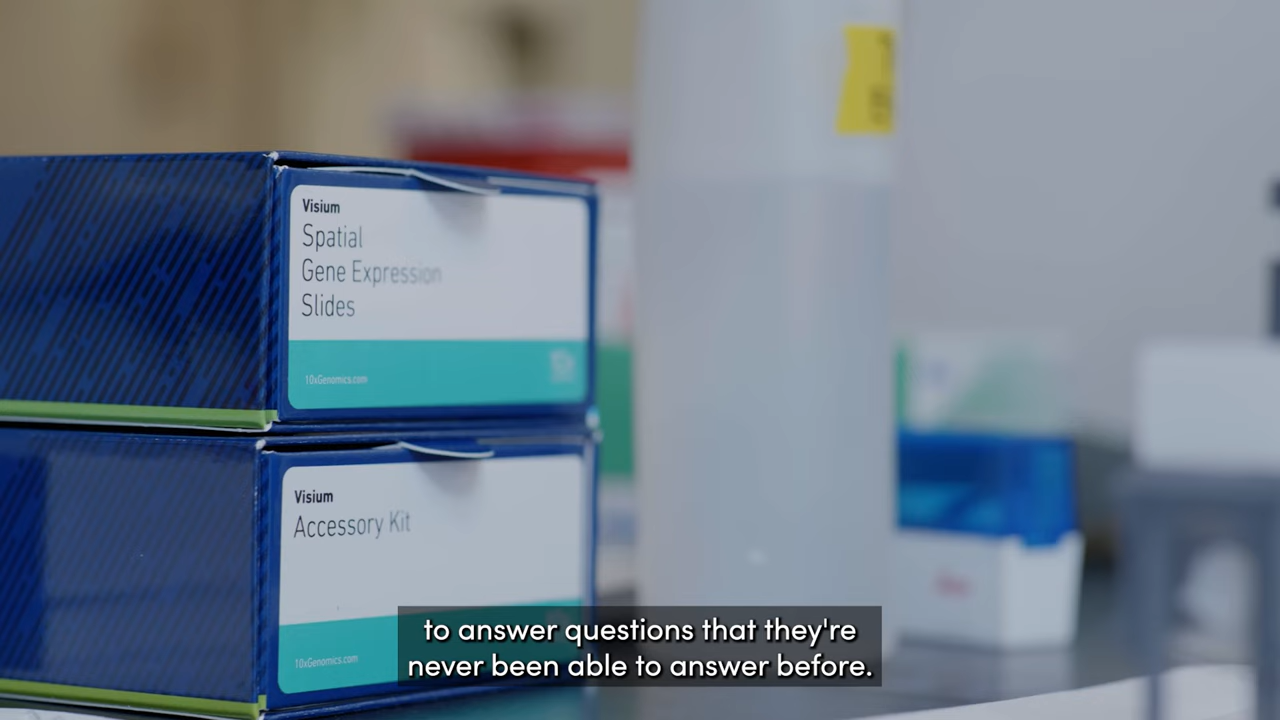 Visium
Spatial
Gene Expression
Slides
10xGenomics.com
Visium
Accessory Kit
10xGenomics.com
to answer questions that they're
never been able to answer before.